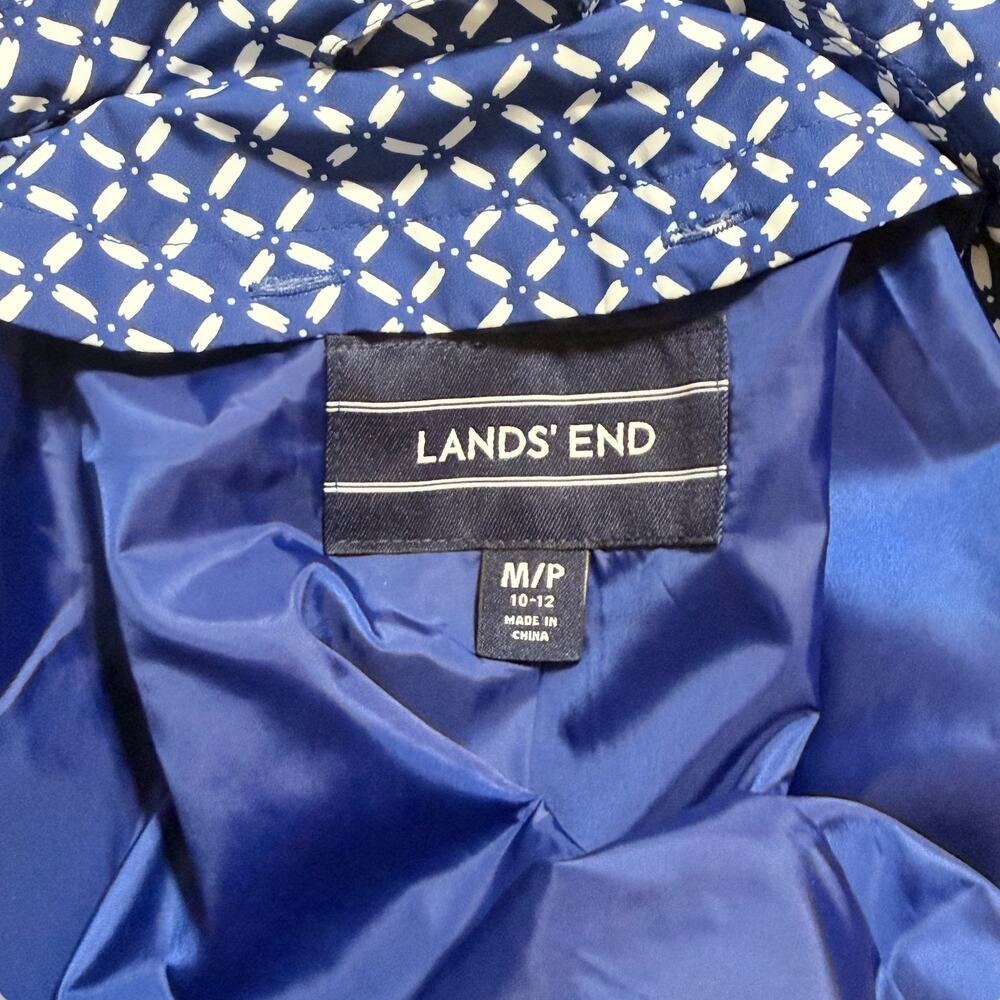 LANDS' END
M/P
10-12
MADE IN
CHINA